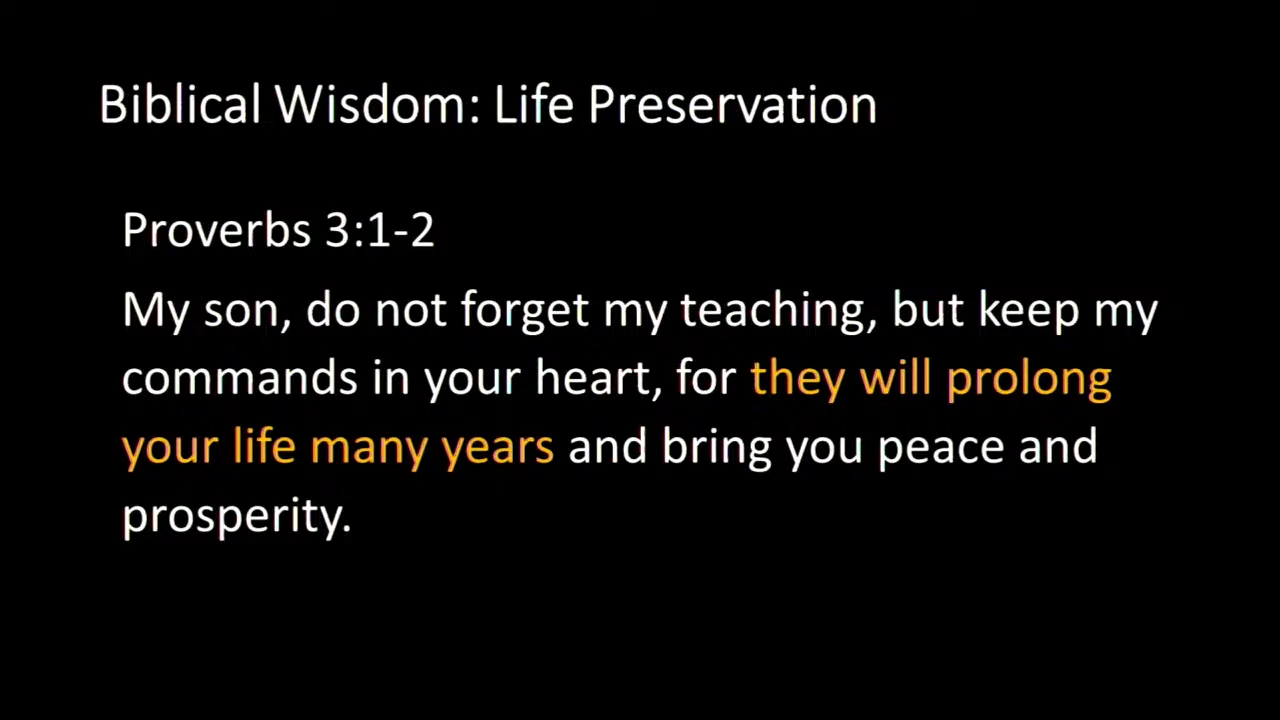 Biblical Wisdom: Life Preservation
Proverbs 3:1-2
My son, do not forget my teaching, but keep my
commands in your heart, for they will prolong
your life many years and bring you peace and
prosperity.